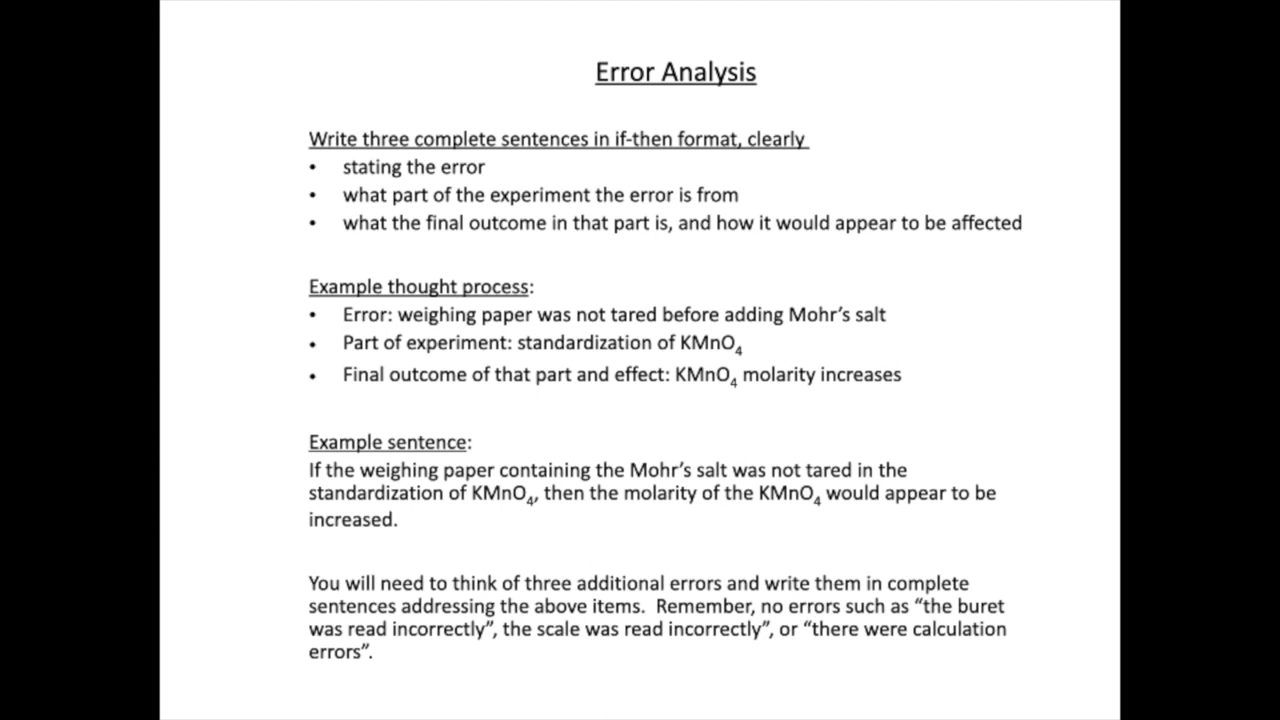 Error Analysis
Write three complete sentences in if-then format, clearly
• stating the error
• what part of the experiment the error is from
• what the final outcome in that part is, and how it would appear to be affected
Example thought process:
• Error: weighing paper was not tared before adding Mohr’s salt
• Part of experiment: standardization of KMnO₄
• Final outcome of that part and effect: KMnO₄ molarity increases
Example sentence:
If the weighing paper containing the Mohr’s salt was not tared in the
standardization of KMnO₄, then the molarity of the KMnO₄ would appear to be
increased.
You will need to think of three additional errors and write them in complete
sentences addressing the above items.  Remember, no errors such as “the buret
was read incorrectly”, the scale was read incorrectly”, or “there were calculation
errors”.